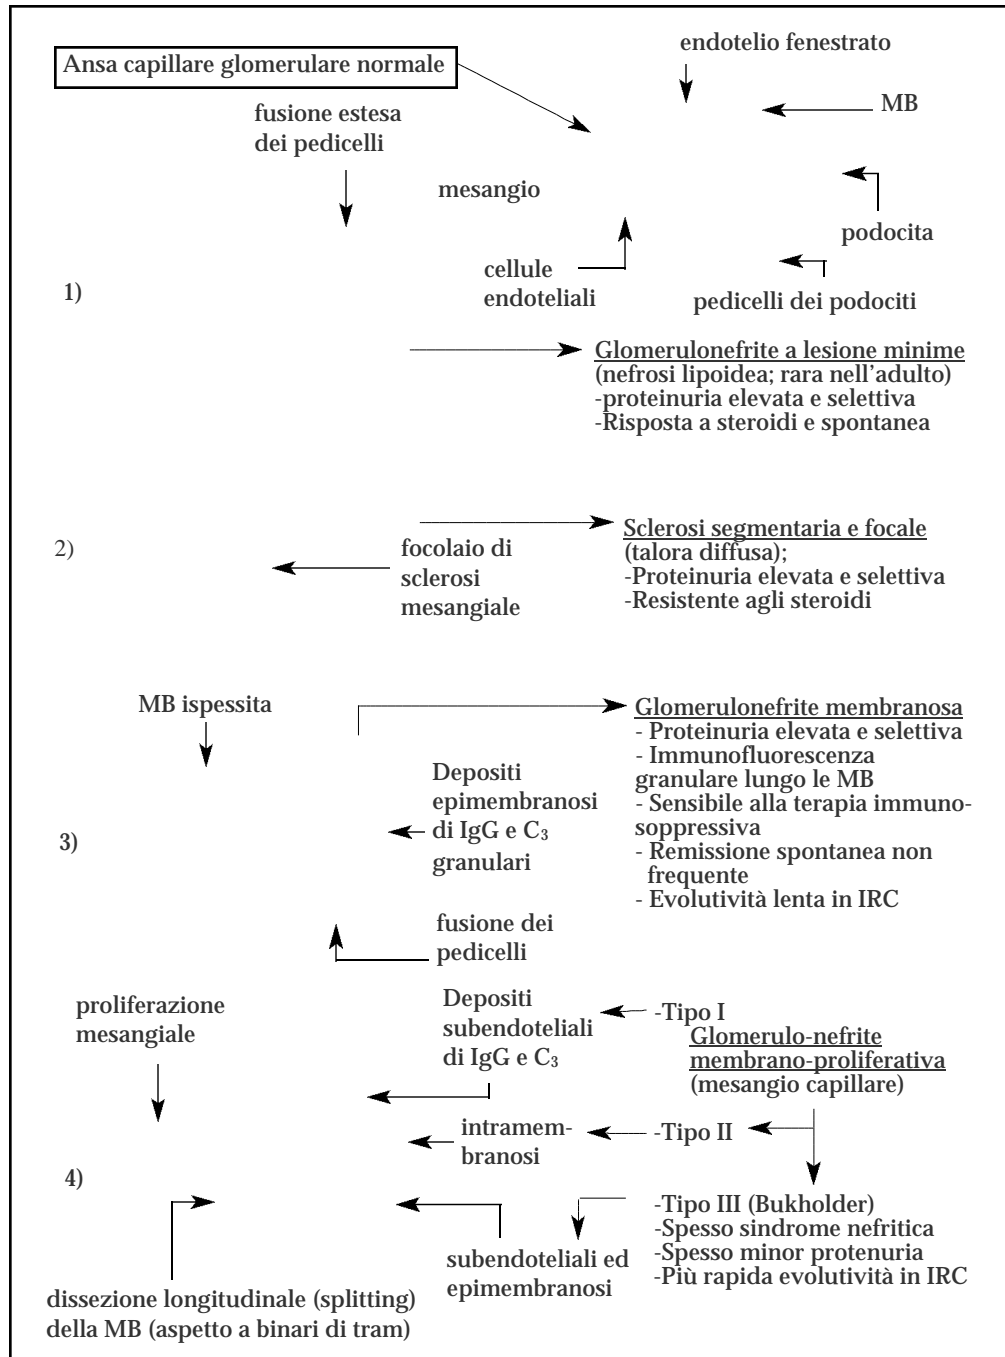 Ansa capillare glomerulare normale
endotelio fenestrato
MB
fusione estesa
dei pedicelli
mesangio
podocita
cellule
endoteliali
pedicelli dei podociti
1)
Glomerulonefrite a lesione minime
(nefrosi lipoidea; rara nell'adulto)
-proteinuria elevata e selettiva
-Risposta a steroidi e spontanea
2)
focolaio di
sclerosi
mesangiale
Sclerosi segmentaria e focale
(talora diffusa);
-Proteinuria elevata e selettiva
-Resistente agli steroidi
MB ispessita
3)
Depositi
epimembranosi
di IgG e C₃
granulari
fusione dei
pedicelli
Glomerulonefrite membranosa
- Proteinuria elevata e selettiva
- Immunofluorescenza
granulare lungo le MB
- Sensibile alla terapia immuno-
soppressiva
- Remissione spontanea non
frequente
- Evolutività lenta in IRC
proliferazione
mesangiale
Depositi
subendoteliali
di IgG e C₃
-Tipo I
Glomerulo-nefrite
membrano-proliferativa
(mesangio capillare)
intramem-
branosi
-Tipo II
4)
-Tipo III (Bukholder)
-Spesso sindrome nefritica
-Spesso minor protenuria
-Più rapida evolutività in IRC
subendoteliali ed
epimembranosi
dissezione longitudinale (splitting)
della MB (aspetto a binari di tram)